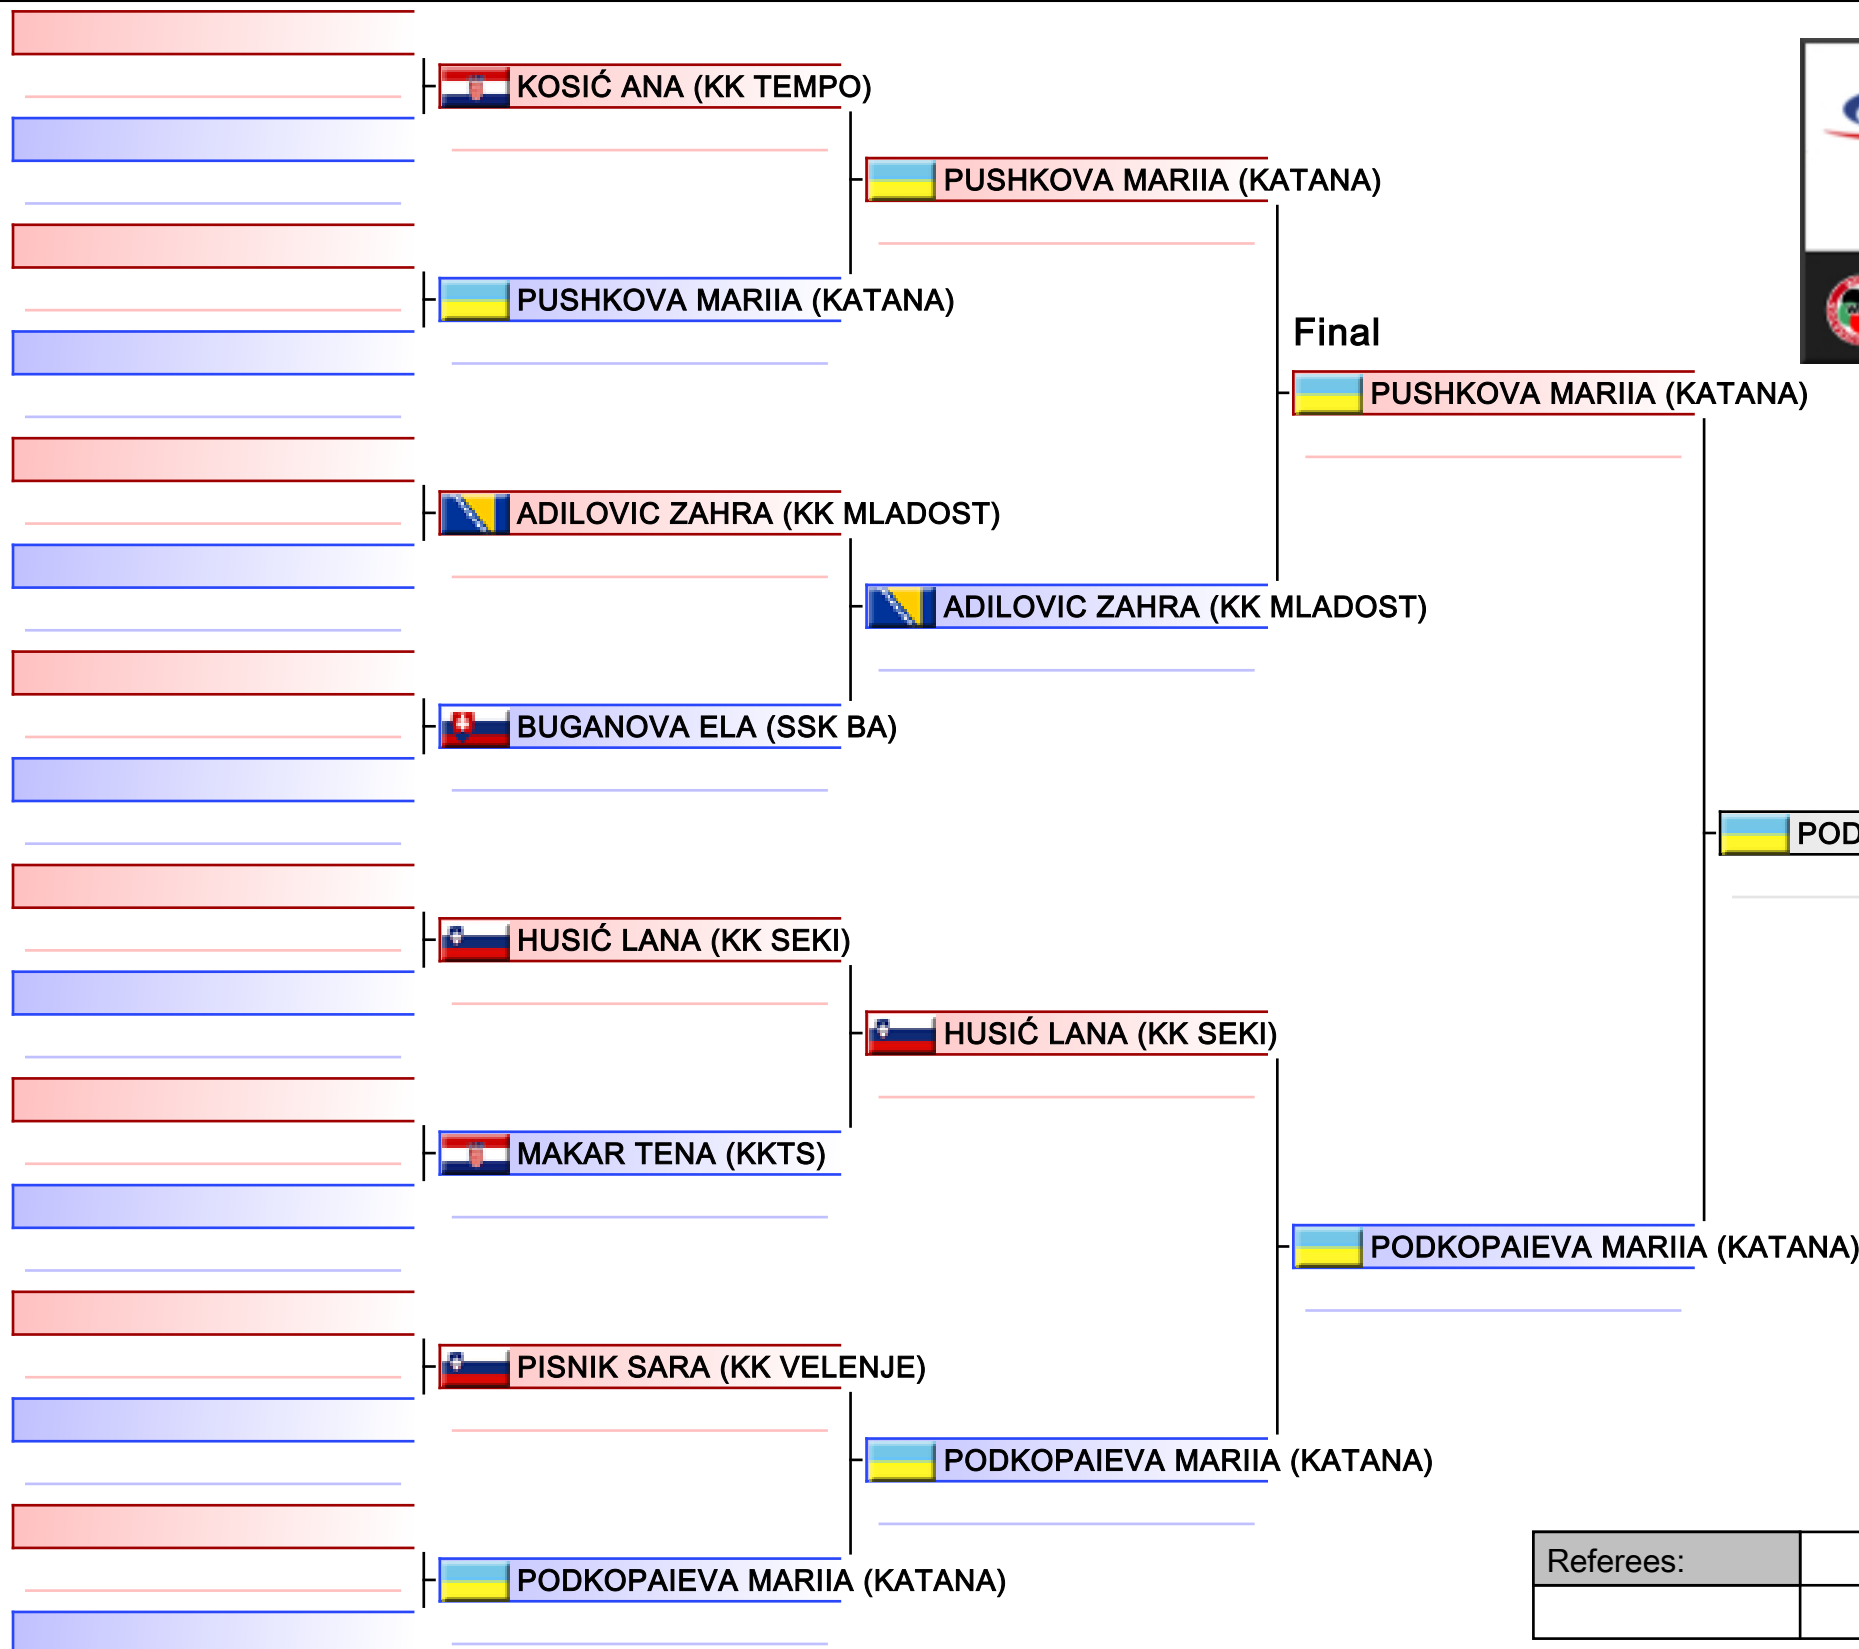 KOSIĆ ANA (KK TEMPO)
PUSHKOVA MARIIA (KATANA)
PUSHKOVA MARIIA (KATANA)
Final
PUSHKOVA MARIIA (KATANA)
ADILOVIC ZAHRA (KK MLADOST)
ADILOVIC ZAHRA (KK MLADOST)
BUGANOVA ELA (SSK BA)
POD
HUSIĆ LANA (KK SEKI)
HUSIĆ LANA (KK SEKI)
MAKAR TENA (KKTS)
PODKOPAIEVA MARIIA (KATANA)
PISNIK SARA (KK VELENJE)
PODKOPAIEVA MARIIA (KATANA)
Referees:
PODKOPAIEVA MARIIA (KATANA)